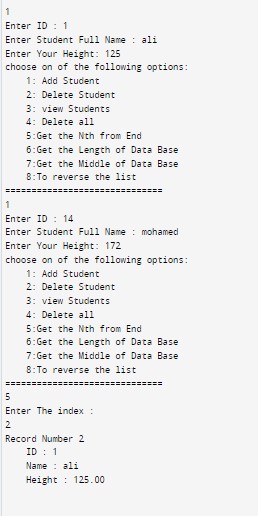 1
Enter ID : 1
Enter Student Full Name : ali
Enter Your Height: 125
choose on of the following options:
1: Add Student
2: Delete Student
3: view Students
4: Delete all
5:Get the Nth from End
6:Get the Length of Data Base
7:Get the Middle of Data Base
8:To reverse the list
==============================
1
Enter ID : 14
Enter Student Full Name : mohamed
Enter Your Height: 172
choose on of the following options:
1: Add Student
2: Delete Student
3: view Students
4: Delete all
5:Get the Nth from End
6:Get the Length of Data Base
7:Get the Middle of Data Base
8:To reverse the list
==============================
5
Enter The index :
2
Record Number 2
ID : 1
Name : ali
Height : 125.00